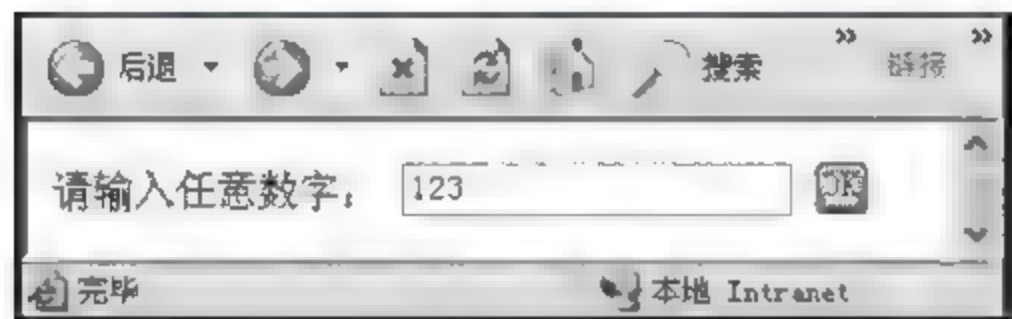 后退 搜索 » 链接 »
请输入任意数字: 123 OK
完毕 本地 Intranet